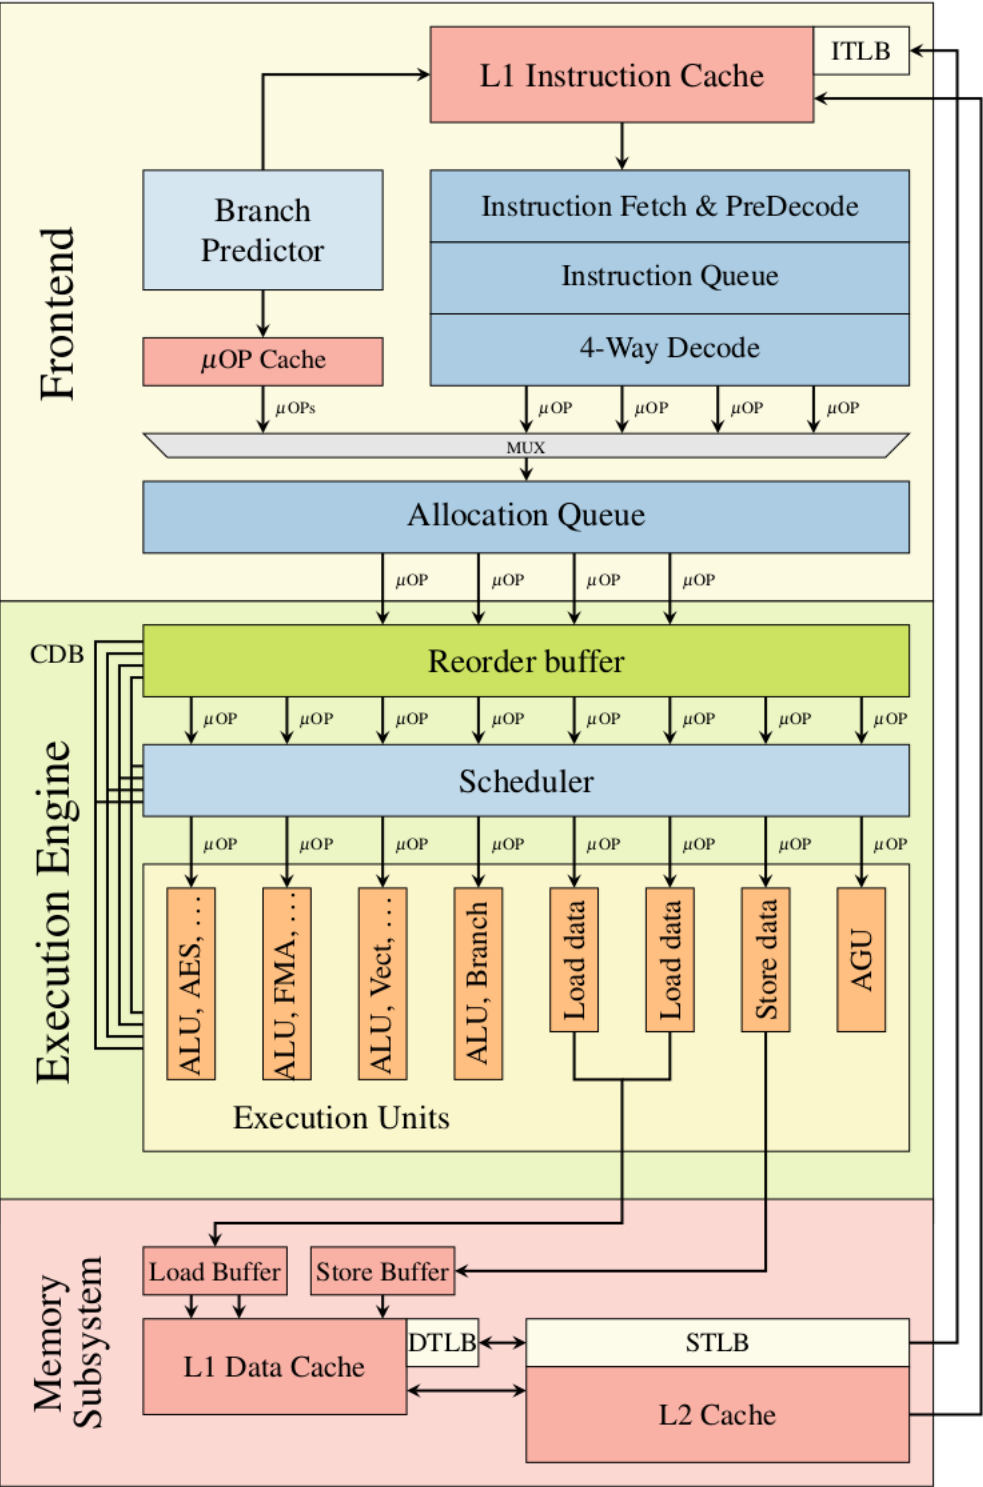 Frontend
L1 Instruction Cache
ITLB
Branch
Predictor
Instruction Fetch & PreDecode
Instruction Queue
4-Way Decode
μOP Cache
μOPs
μOP
μOP
μOP
μOP
MUX
Allocation Queue
μOP
μOP
μOP
μOP
Execution Engine
CDB
Reorder buffer
μOP
μOP
μOP
μOP
μOP
μOP
μOP
μOP
Scheduler
μOP
μOP
μOP
μOP
μOP
μOP
μOP
μOP
ALU, AES, …
ALU, FMA, …
ALU, Vect, …
ALU, Branch
Load data
Load data
Store data
AGU
Execution Units
Memory
Subsystem
Load Buffer
Store Buffer
L1 Data Cache
DTLB
STLB
L2 Cache